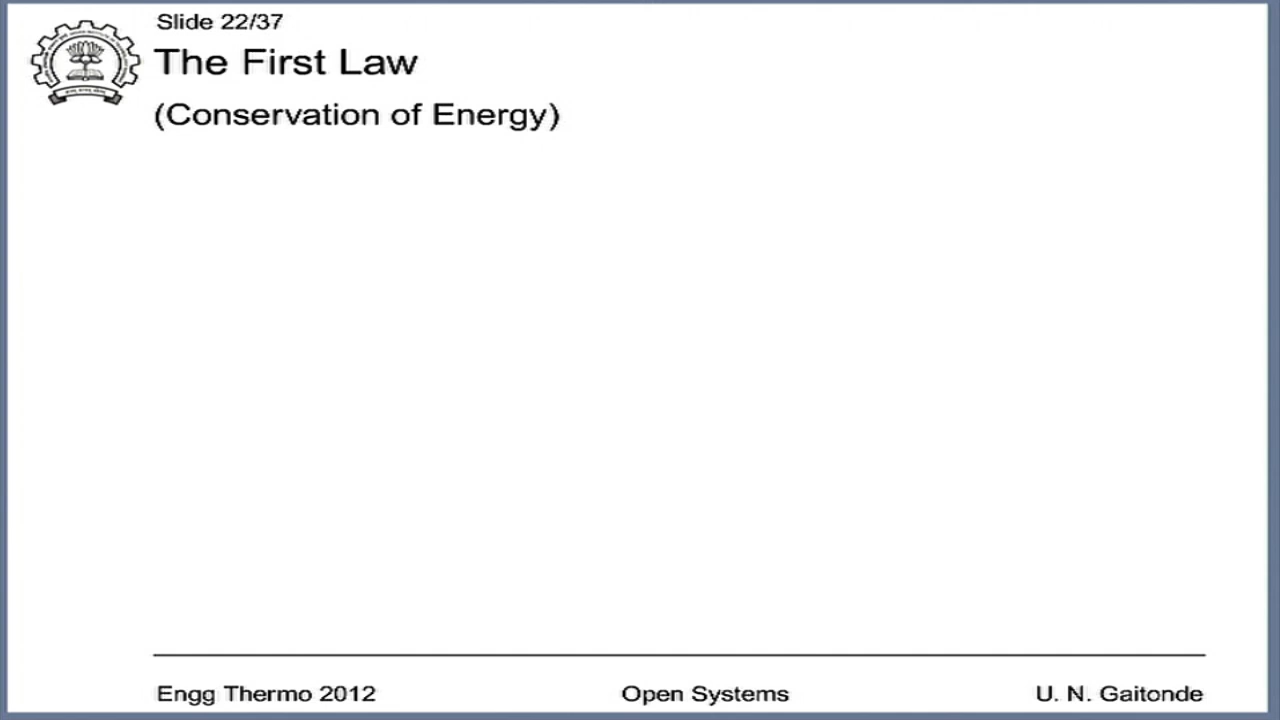 Slide 22/37
The First Law
(Conservation of Energy)
Engg Thermo 2012
Open Systems
U. N. Gaitonde